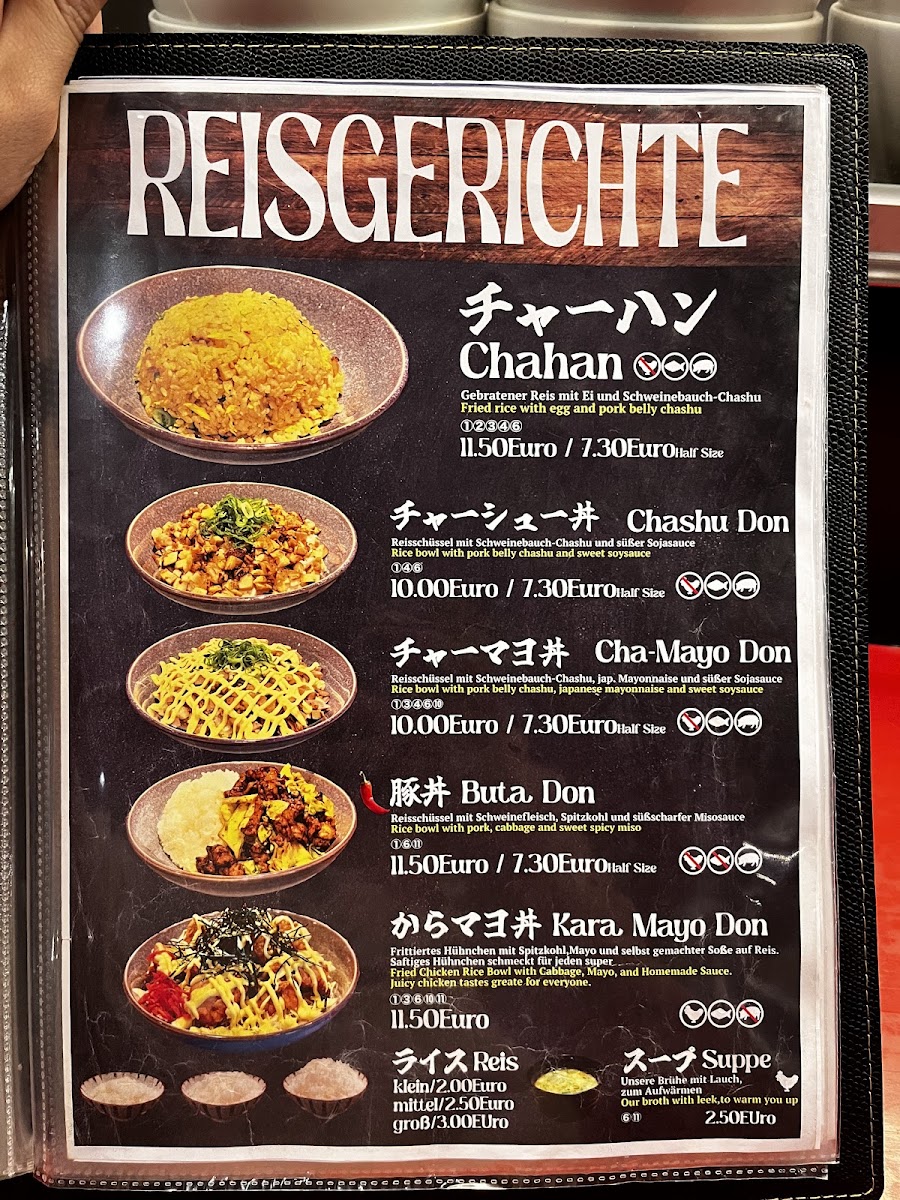 REISGERICHTE
チャーハン
Chahan
Gebratener Reis mit Ei und Schweinebauch-Chashu
Fried rice with egg and pork belly chashu
①②③④⑥
11.50Euro / 7.30EuroHalf Size
チャーシュー丼 Chashu Don
Reisschüssel mit Schweinebauch-Chashu und süßer Sojasauce
Rice bowl with pork belly chashu and sweet soysauce
①④⑥
10.00Euro / 7.30EuroHalf Size
チャーマヨ丼 Cha-Mayo Don
Reisschüssel mit Schweinebauch-Chashu, jap. Mayonnaise und süßer Sojasauce
Rice bowl with pork belly chashu, japanese mayonnaise and sweet soysauce
①③④⑥⑩
10.00Euro / 7.30EuroHalf Size
豚丼 Buta Don
Reisschüssel mit Schweinefleisch, Spitzkohl und süßscharfer Misosauce
Rice bowl with pork, cabbage and sweet spicy miso
①⑥⑪
11.50Euro / 7.30EuroHalf Size
からマヨ丼 Kara Mayo Don
Frittiertes Hühnchen mit Spitzkohl,Mayo und selbst gemachter Soße auf Reis.
Saftiges Hühnchen schmeckt für jeden super
Fried Chicken Rice Bowl with Cabbage, Mayo, and Homemade Sauce.
Juicy chicken tastes greate for everyone.
①③⑥⑩⑪
11.50Euro
ライス Reis
klein/2.00Euro
mittel/2.50Euro
groß/3.00EUro
スープ Suppe
Unsere Brühe mit Lauch,
zum Aufwärmen
Our broth with leek,to warm you up
⑥⑪ 2.50EUro